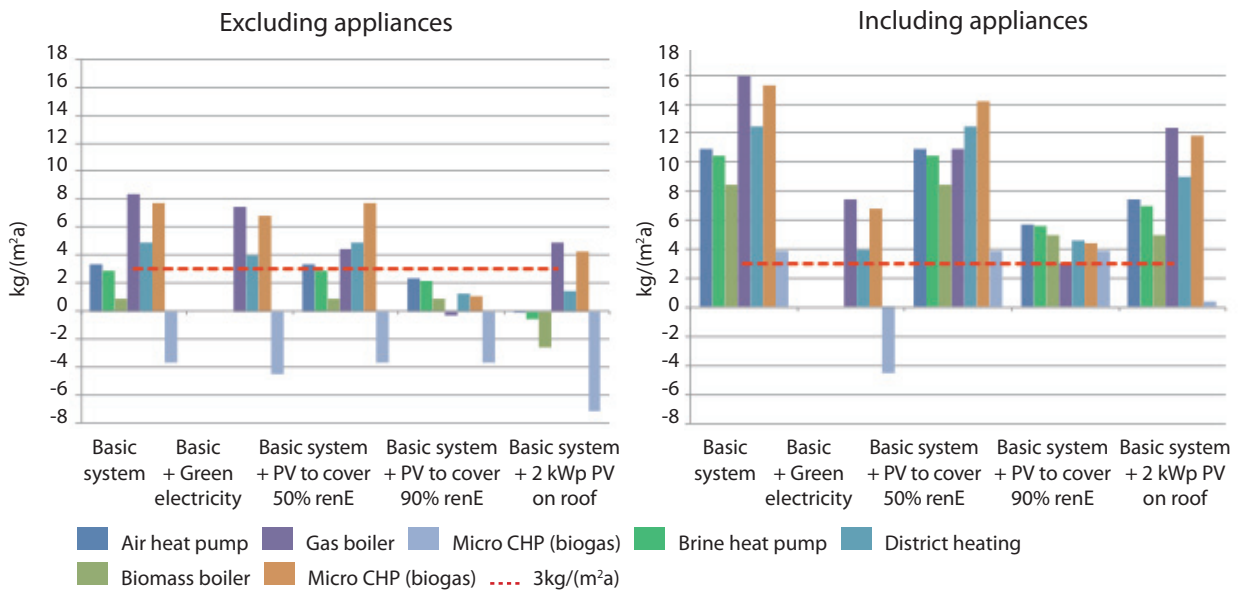 Excluding appliances
18
16
14
12
10
8
6
4
2
0
-2
-4
-6
-8
kg/(m²a)
Basic system
Basic + Green electricity
Basic system + PV to cover 50% renE
Basic system + PV to cover 90% renE
Basic system + 2 kWp PV on roof
Including appliances
18
16
14
12
10
8
6
4
2
0
-2
-4
-6
-8
kg/(m²a)
Basic system
Basic + Green electricity
Basic system + PV to cover 50% renE
Basic system + PV to cover 90% renE
Basic system + 2 kWp PV on roof
Air heat pump Gas boiler Micro CHP (biogas) Brine heat pump District heating
Biomass boiler Micro CHP (biogas) 3kg/(m²a)